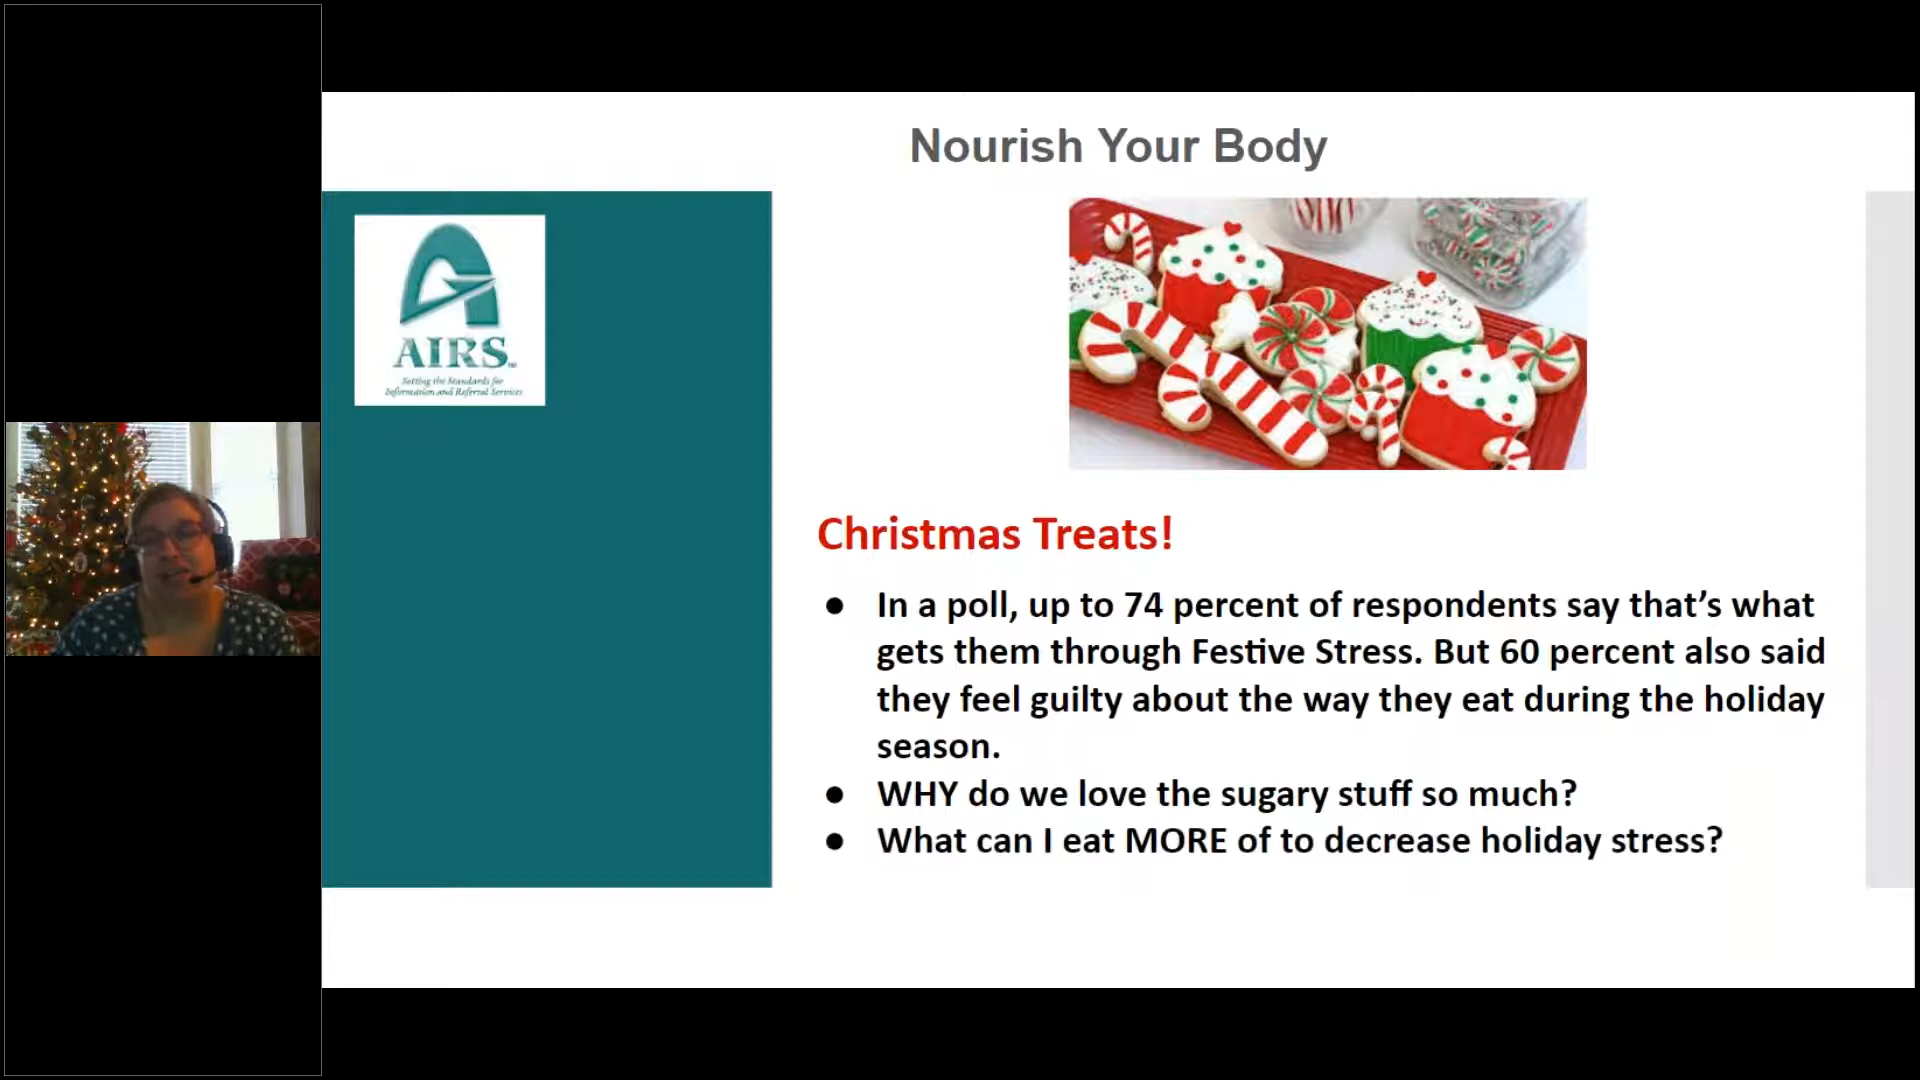 Nourish Your Body
AIRS
Setting the Standards for
Information and Referral Services
Christmas Treats!
● In a poll, up to 74 percent of respondents say that’s what
gets them through Festive Stress. But 60 percent also said
they feel guilty about the way they eat during the holiday
season.
● WHY do we love the sugary stuff so much?
● What can I eat MORE of to decrease holiday stress?